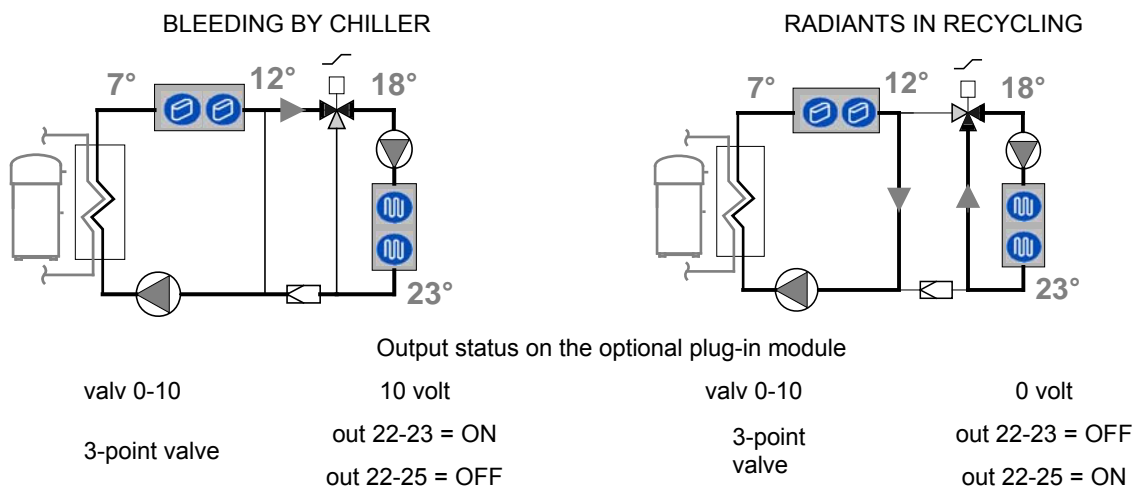 BLEEDING BY CHILLER
RADIANTS IN RECYCLING
7° 12° 18°
23°
7° 12° 18°
23°
Output status on the optional plug-in module
valv 0-10 10 volt valv 0-10 0 volt
3-point valve
out 22-23 = ON
out 22-25 = OFF
3-point
valve
out 22-23 = OFF
out 22-25 = ON